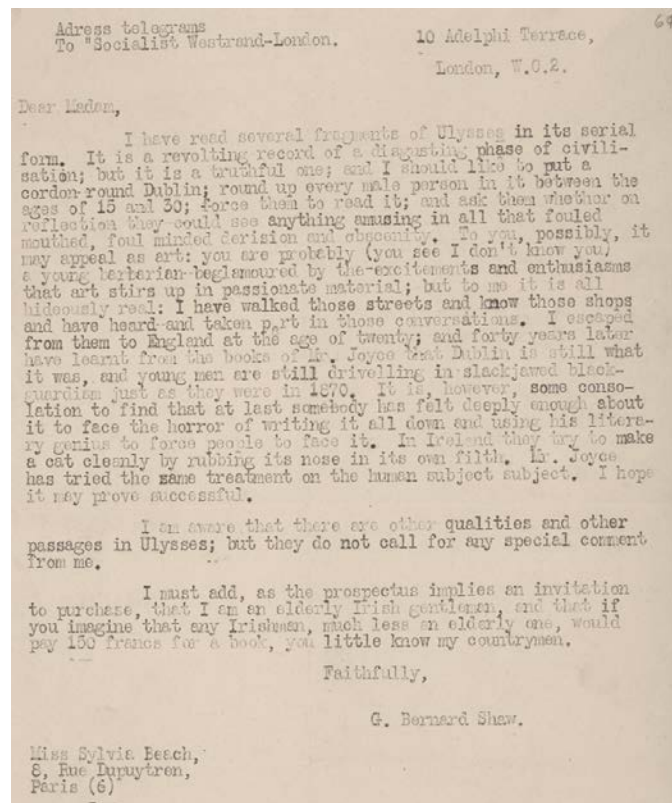 67
Adress telegrams
To "Socialist Westrand-London.
10 Adelphi Terrace,
London, W.C.2.
Dear Madam,
I have read several fragments of Ulysses in its serial
form. It is a revolting record of a disgusting phase of civili-
sation; but it is a truthful one; and I should like to put a
cordon round Dublin; round up every male person in it between the
ages of 15 and 30; force them to read it; and ask them whether on
reflection they could see anything amusing in all that fouled
mouthed, foul minded derision and obscenity. To you, possibly, it
may appeal as art: you are probably (you see I don't know you)
a young barbarian beglamoured by the excitements and enthusiasms
that art stirs up in passionate material; but to me it is all
hideously real: I have walked those streets and know those shops
and have heard and taken part in those conversations. I escaped
from them to England at the age of twenty; and forty years later
have learnt from the books of Mr. Joyce that Dublin is still what
it was, and young men are still drivelling in slackjawed black-
guardism just as they were in 1870. It is, however, some conso-
lation to find that at last somebody has felt deeply enough about
it to face the horror of writing it all down and using his litera-
ry genius to force people to face it. In Ireland they try to make
a cat cleanly by rubbing its nose in its own filth. Mr. Joyce
has tried the same treatment on the human subject subject. I hope
it may prove successful.
I am aware that there are other qualities and other
passages in Ulysses; but they do not call for any special comment
from me.
I must add, as the prospectus implies an invitation
to purchase, that I am an elderly Irish gentleman, and that if
you imagine that any Irishman, much less an elderly one, would
pay 150 francs for a book, you little know my countrymen.
Faithfully,
G. Bernard Shaw.
Miss Sylvia Beach,
8, Rue Dupuytren,
Paris (6)